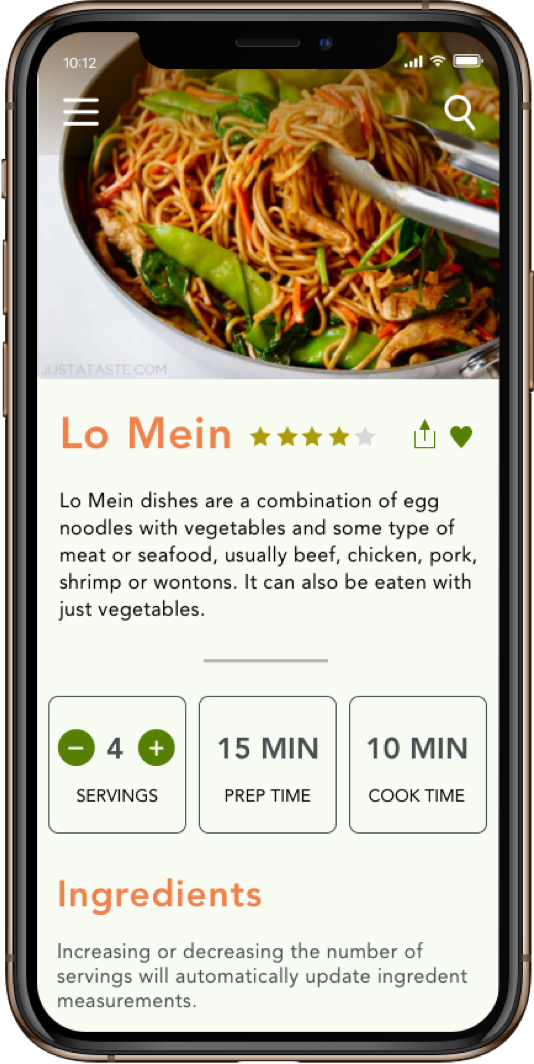 10:12
JUSTATASTE.COM
Lo Mein
Lo Mein dishes are a combination of egg
noodles with vegetables and some type of
meat or seafood, usually beef, chicken, pork,
shrimp or wontons. It can also be eaten with
just vegetables.
4 15 MIN 10 MIN
SERVINGS PREP TIME COOK TIME
Ingredients
Increasing or decreasing the number of
servings will automatically update ingredent
measurements.